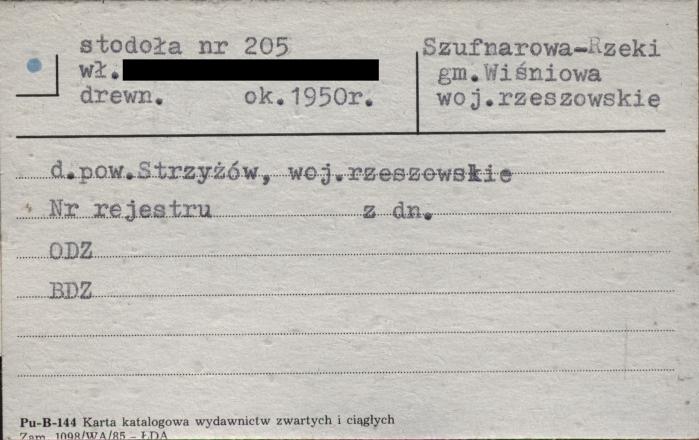 stodoła nr 205
wł.
drewn. ok.1950r.
Szufnarowa-Rzeki
gm.Wiśniowa
woj.rzeszowskie
d.pow.Strzyżów, woj.rzeszowskie
Nr rejestru z dn.
ODZ
BDZ
Pu-B-144 Karta katalogowa wydawnictw zwartych i ciągłych
Zam. 1098/WA/85 – ŁDA